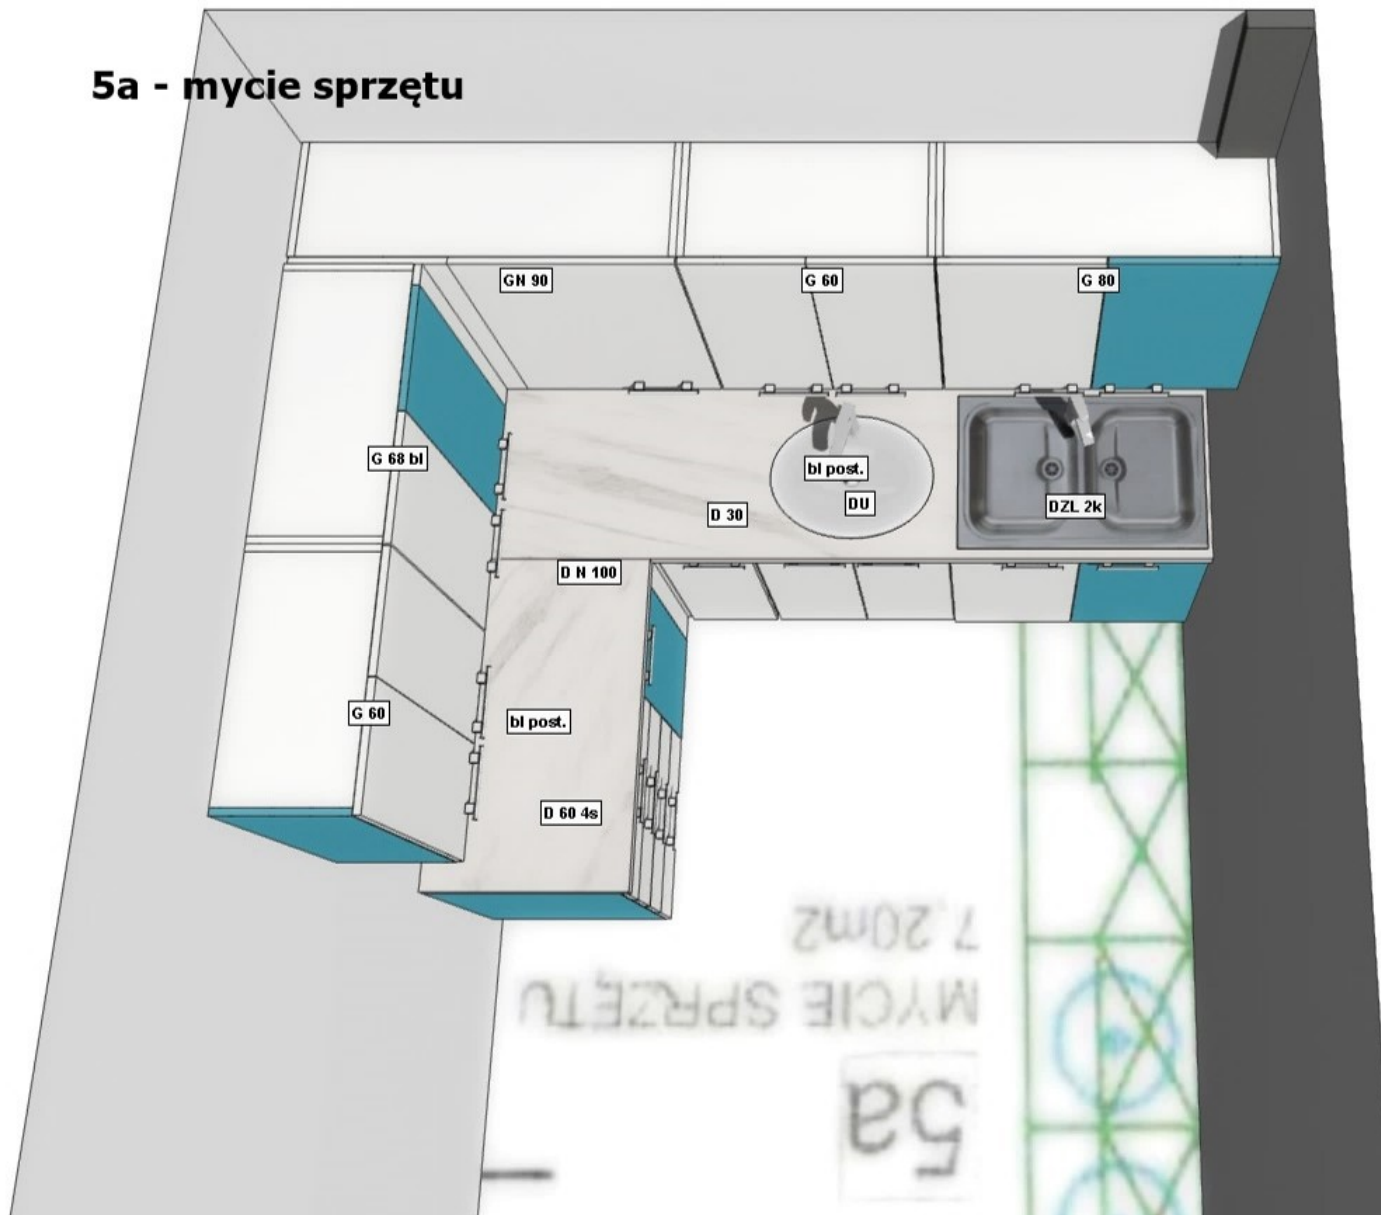 5a - mycie sprzętu
GN 90
G 60
G 80
G 68 bl
bl post.
DU
DZL 2k
D 30
D N 100
G 60
bl post.
D 60 4s
7.20m2
MYCIE SPRZĘTU
5a